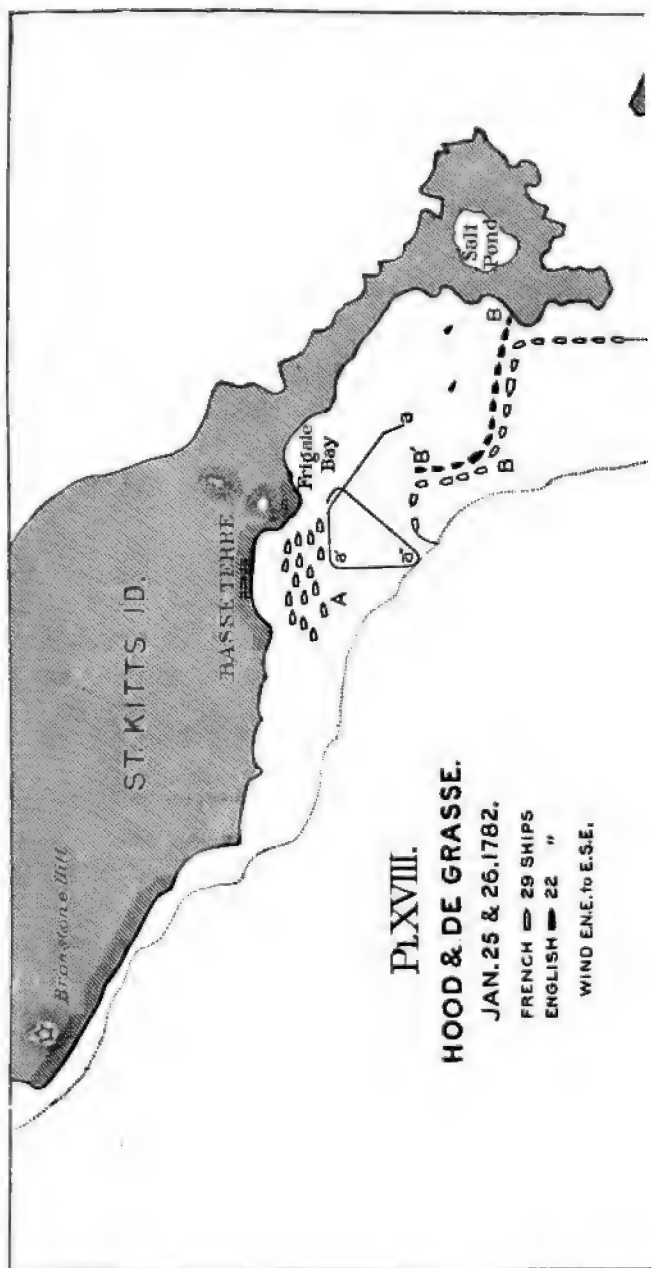 Brimstone Hill
ST. KITTS ID.
BASSE TERRE
Frigate
Bay
Salt
Pond
A
a
a'
a"
B
B
B'
PL. XVIII.
HOOD & DE GRASSE.
JAN. 25 & 26. 1782.
FRENCH 29 SHIPS
ENGLISH 22 "
WIND E.N.E. to E.S.E.